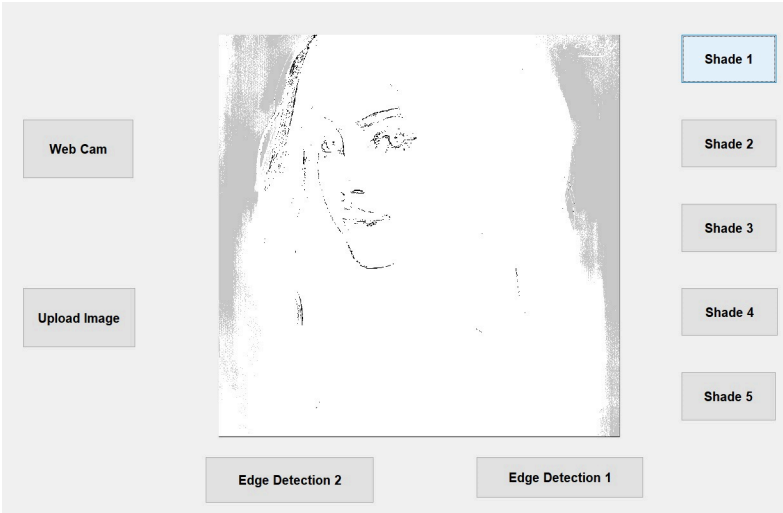 Shade 1
Web Cam
Shade 2
Shade 3
Upload Image
Shade 4
Shade 5
Edge Detection 2
Edge Detection 1